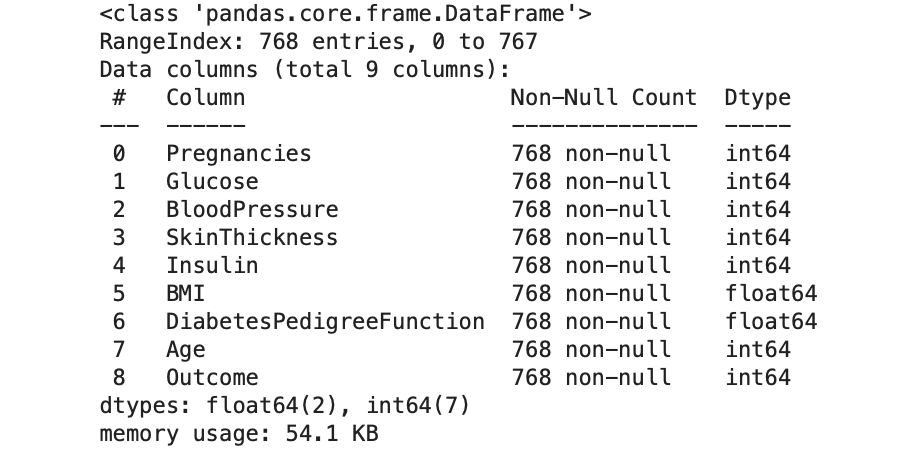 <class 'pandas.core.frame.DataFrame'>
RangeIndex: 768 entries, 0 to 767
Data columns (total 9 columns):
 #   Column                    Non-Null Count  Dtype
---  ------                    --------------  -----
 0   Pregnancies               768 non-null    int64
 1   Glucose                   768 non-null    int64
 2   BloodPressure             768 non-null    int64
 3   SkinThickness             768 non-null    int64
 4   Insulin                   768 non-null    int64
 5   BMI                       768 non-null    float64
 6   DiabetesPedigreeFunction  768 non-null    float64
 7   Age                       768 non-null    int64
 8   Outcome                   768 non-null    int64
dtypes: float64(2), int64(7)
memory usage: 54.1 KB